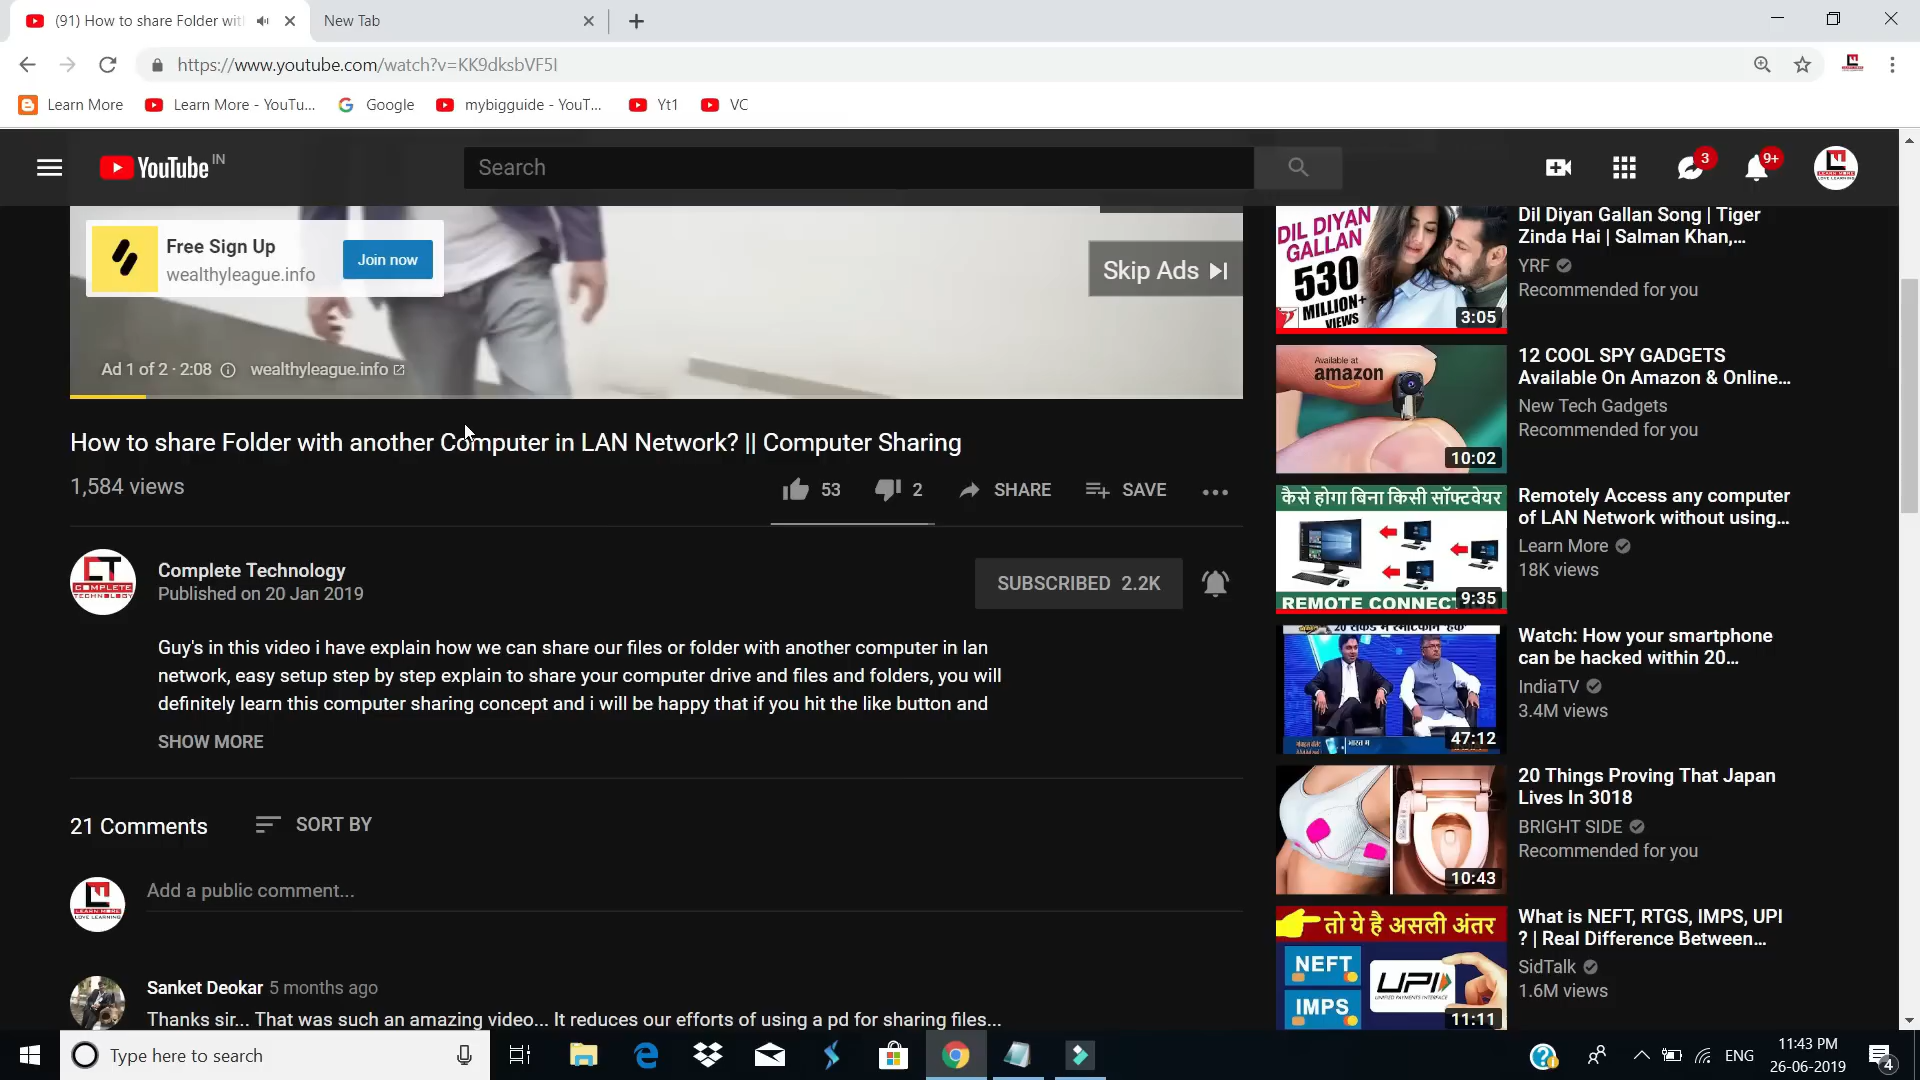 (91) How to share Folder wit
New Tab
https://www.youtube.com/watch?v=KK9dksbVF5I
Learn More
Learn More - YouTu...
Google
mybigguide - YouT...
Yt1
VC
YouTube IN
Search
3
9+
Free Sign Up
wealthyleague.info
Join now
Skip Ads
Ad 1 of 2 · 2:08
wealthyleague.info
How to share Folder with another Computer in LAN Network? || Computer Sharing
1,584 views
53
2
SHARE
SAVE
CT
COMPLETE
TECHNOLOGY
Complete Technology
Published on 20 Jan 2019
SUBSCRIBED 2.2K
Guy's in this video i have explain how we can share our files or folder with another computer in lan
network, easy setup step by step explain to share your computer drive and files and folders, you will
definitely learn this computer sharing concept and i will be happy that if you hit the like button and
SHOW MORE
21 Comments
SORT BY
Add a public comment...
Sanket Deokar 5 months ago
Thanks sir... That was such an amazing video... It reduces our efforts of using a pd for sharing files...
DIL DIYAN
GALLAN
530
MILLION+
VIEWS
3:05
Dil Diyan Gallan Song | Tiger
Zinda Hai | Salman Khan,...
YRF
Recommended for you
Available at
amazon
10:02
12 COOL SPY GADGETS
Available On Amazon & Online...
New Tech Gadgets
Recommended for you
कैसे होगा बिना किसी सॉफ्टवेयर
REMOTE CONNECT
9:35
Remotely Access any computer
of LAN Network without using...
Learn More
18K views
47:12
Watch: How your smartphone
can be hacked within 20...
IndiaTV
3.4M views
10:43
20 Things Proving That Japan
Lives In 3018
BRIGHT SIDE
Recommended for you
तो ये है असली अंतर
NEFT
IMPS
UPI
UNIFIED PAYMENTS INTERFACE
11:11
What is NEFT, RTGS, IMPS, UPI
? | Real Difference Between...
SidTalk
1.6M views
Type here to search
ENG
11:43 PM
26-06-2019
4